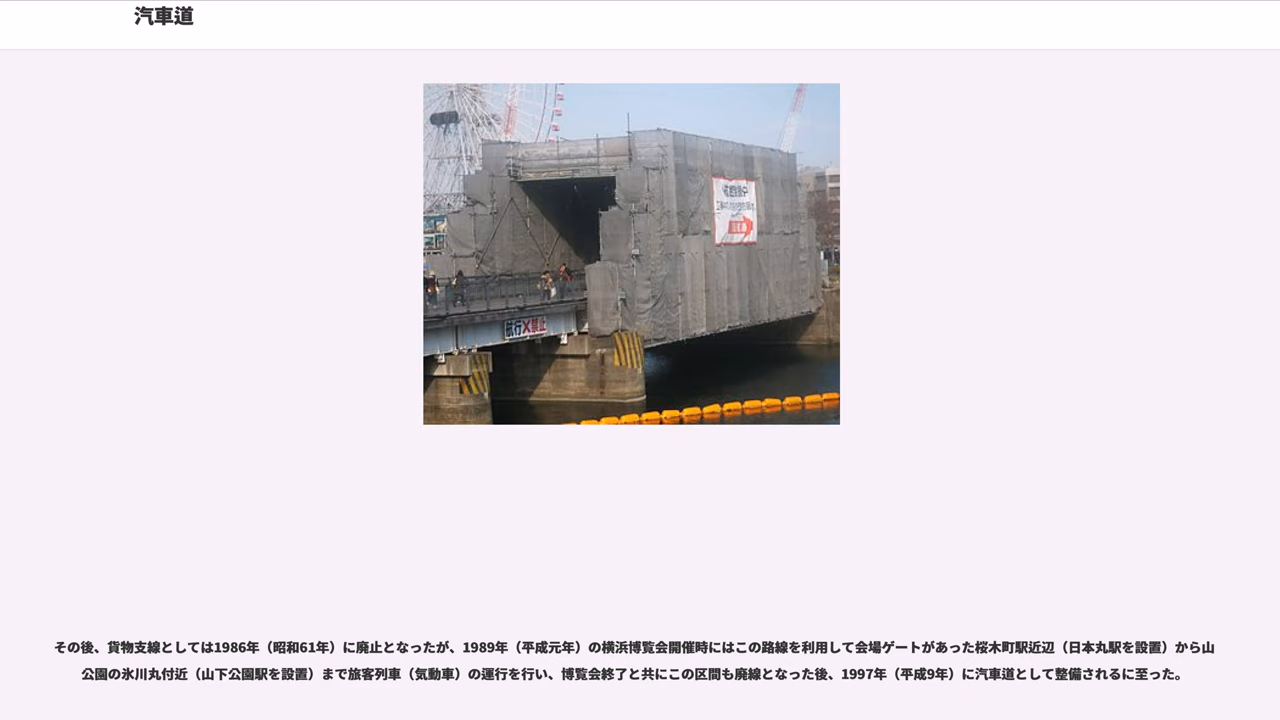 汽車道
航行✕禁止
その後、貨物支線としては1986年（昭和61年）に廃止となったが、1989年（平成元年）の横浜博覧会開催時にはこの路線を利用して会場ゲートがあった桜木町駅近辺（日本丸駅を設置）から山
公園の氷川丸付近（山下公園駅を設置）まで旅客列車（気動車）の運行を行い、博覧会終了と共にこの区間も廃線となった後、1997年（平成9年）に汽車道として整備されるに至った。